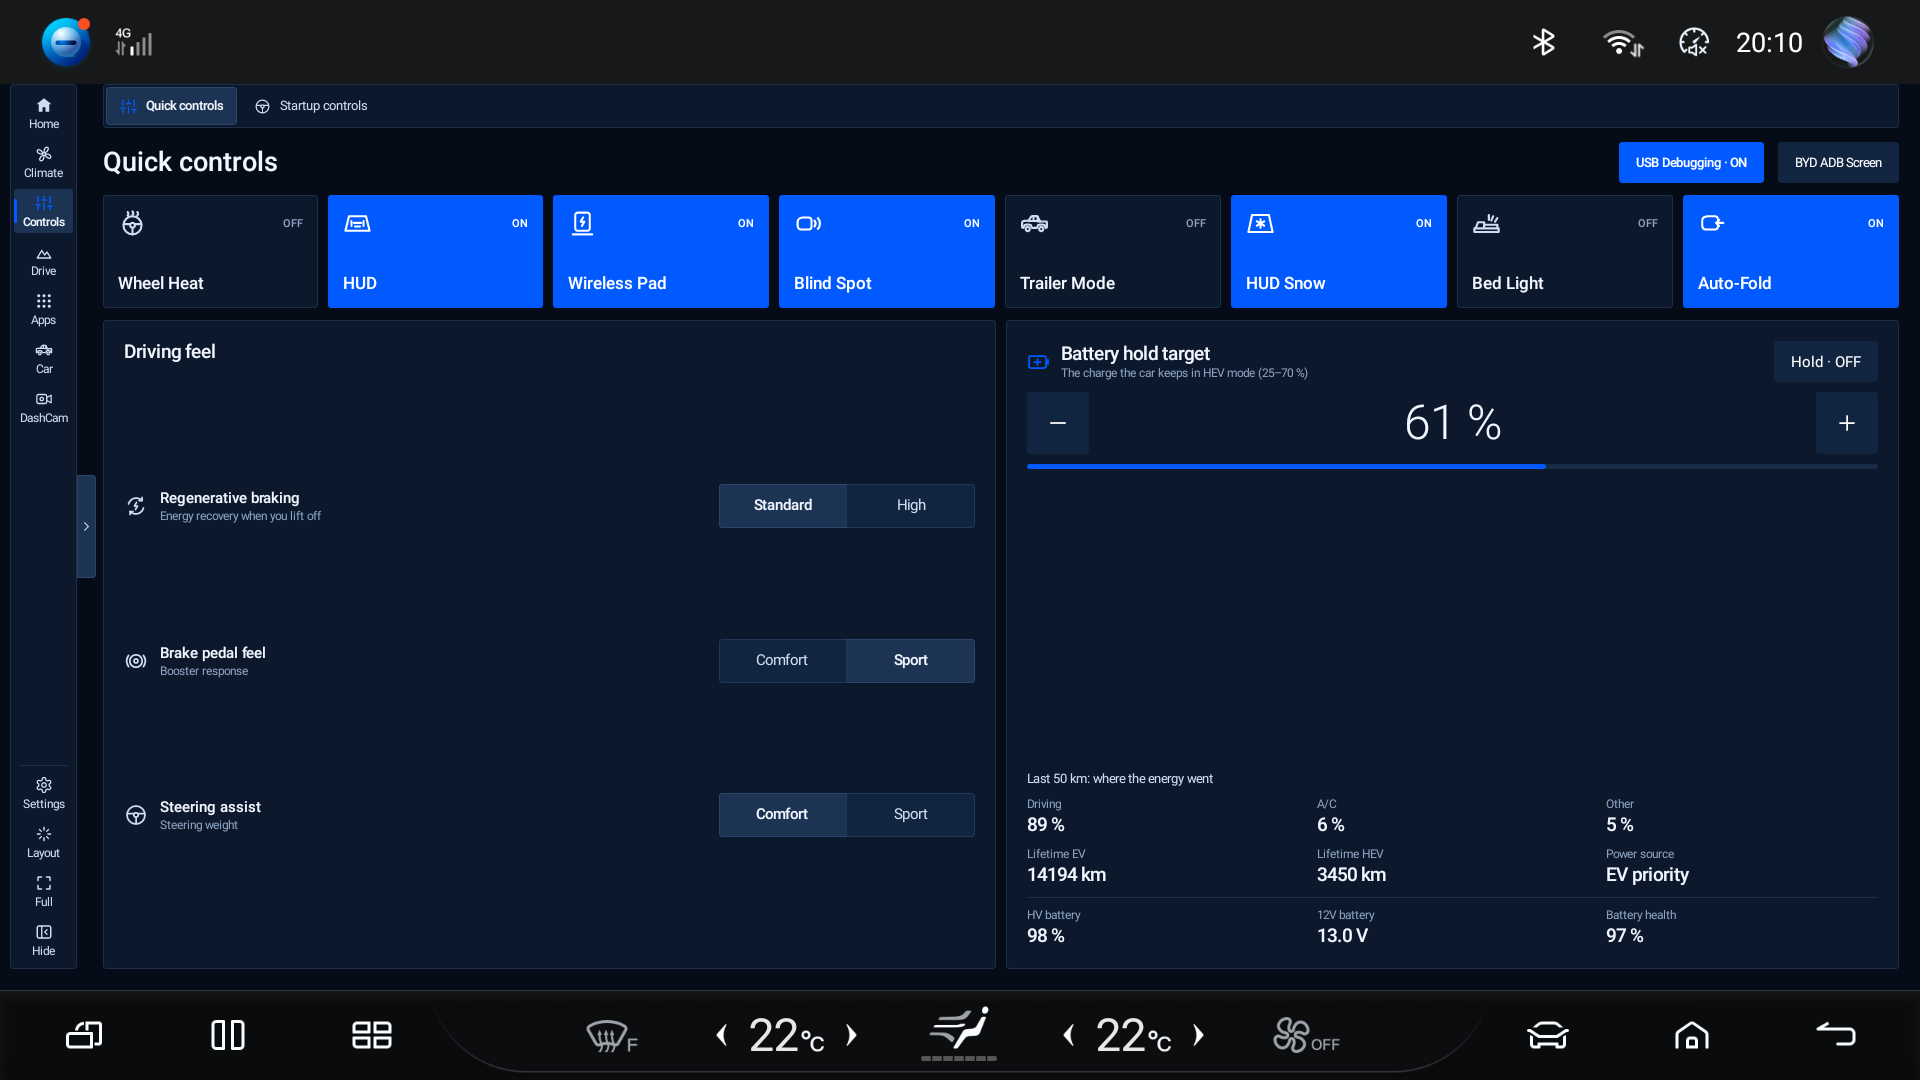 4G
20:10
Home
Climate
Controls
Drive
Apps
Car
DashCam
Settings
Layout
Full
Hide
Quick controls
Startup controls
Quick controls
USB Debugging · ON
BYD ADB Screen
OFF
Wheel Heat
ON
HUD
ON
Wireless Pad
ON
Blind Spot
OFF
Trailer Mode
ON
HUD Snow
OFF
Bed Light
ON
Auto-Fold
Driving feel
Regenerative braking
Energy recovery when you lift off
Standard
High
Brake pedal feel
Booster response
Comfort
Sport
Steering assist
Steering weight
Comfort
Sport
Battery hold target
The charge the car keeps in HEV mode (25–70 %)
Hold · OFF
− 61 % +
Last 50 km: where the energy went
Driving
89 %
A/C
6 %
Other
5 %
Lifetime EV
14194 km
Lifetime HEV
3450 km
Power source
EV priority
HV battery
98 %
12V battery
13.0 V
Battery health
97 %
F
22°C
22°C
OFF